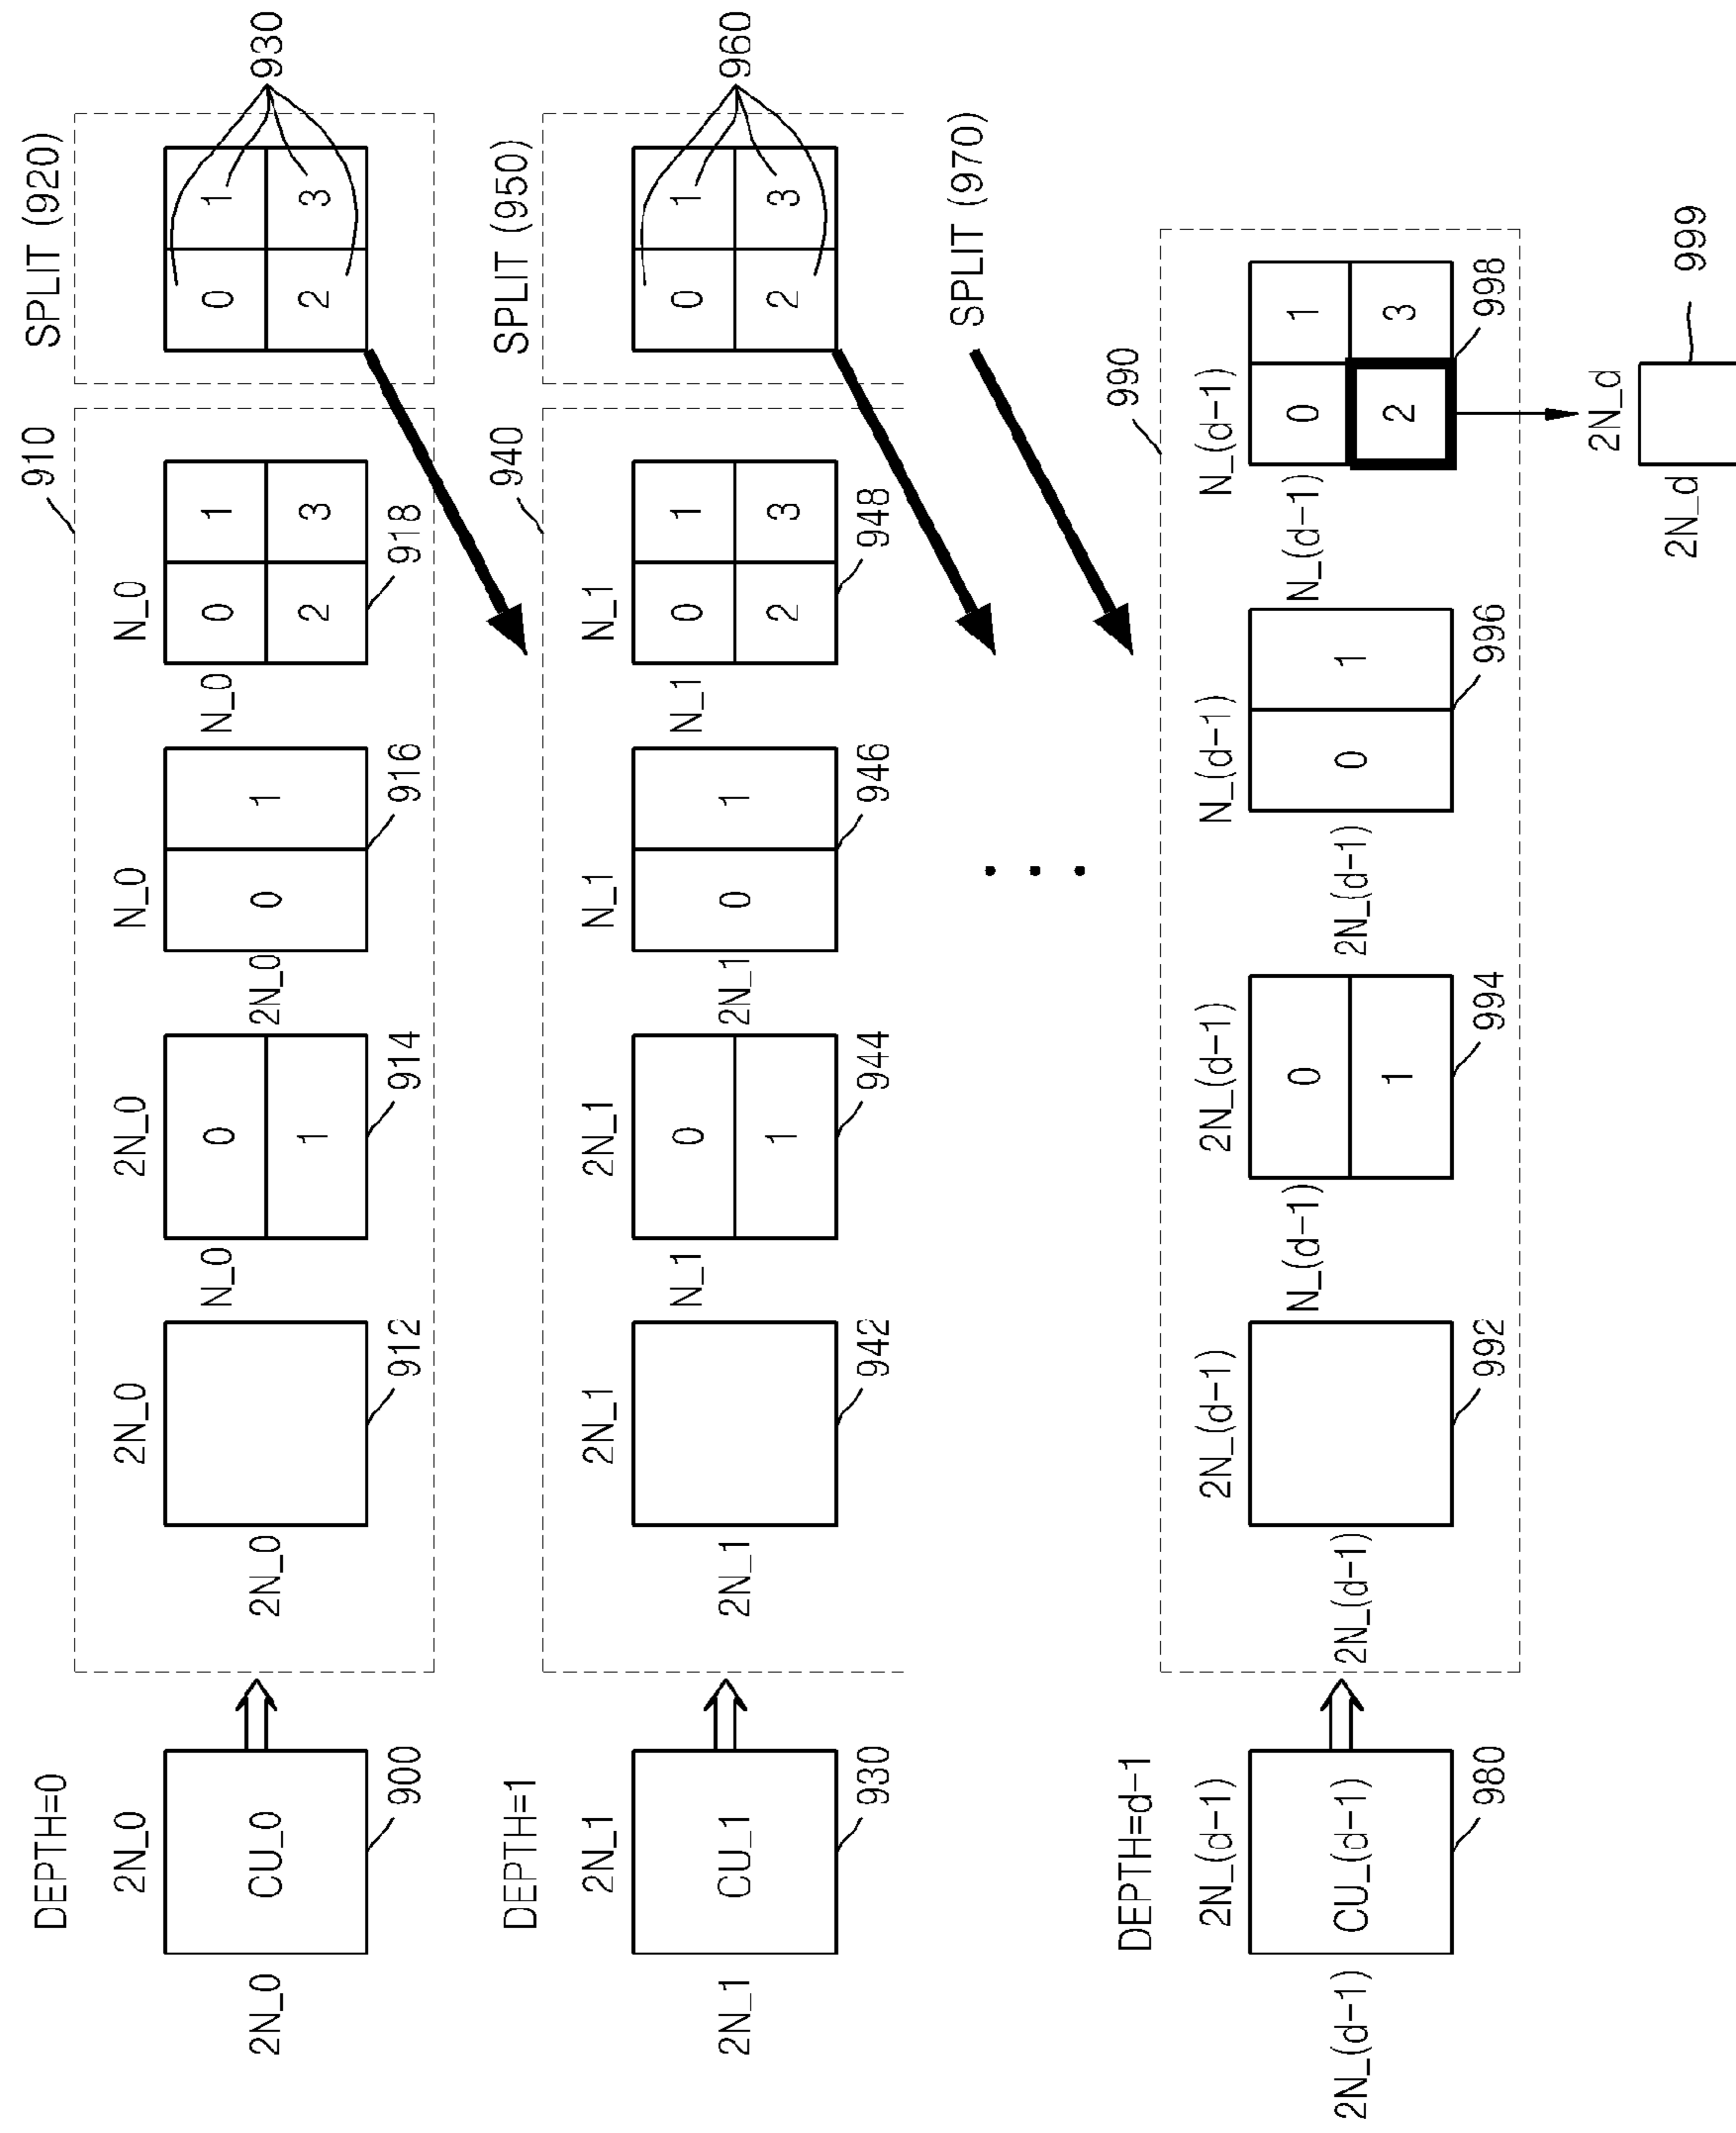 DEPTH=0
2N_0
2N_0
CU_0
900
910
2N_0
2N_0
912
2N_0
N_0
0
1
914
N_0
2N_0
0
1
916
N_0
N_0
0
1
2
3
918
SPLIT (920)
0
1
2
3
930
DEPTH=1
2N_1
2N_1
CU_1
930
940
2N_1
2N_1
942
2N_1
N_1
0
1
944
N_1
2N_1
0
1
946
N_1
N_1
0
1
2
3
948
SPLIT (950)
0
1
2
3
960
SPLIT (970)
DEPTH=d-1
2N_(d-1)
2N_(d-1)
CU_(d-1)
980
990
2N_(d-1)
2N_(d-1)
992
2N_(d-1)
N_(d-1)
0
1
994
N_(d-1)
2N_(d-1)
0
1
996
N_(d-1)
N_(d-1)
0
1
2
3
998
2N_d
2N_d
999